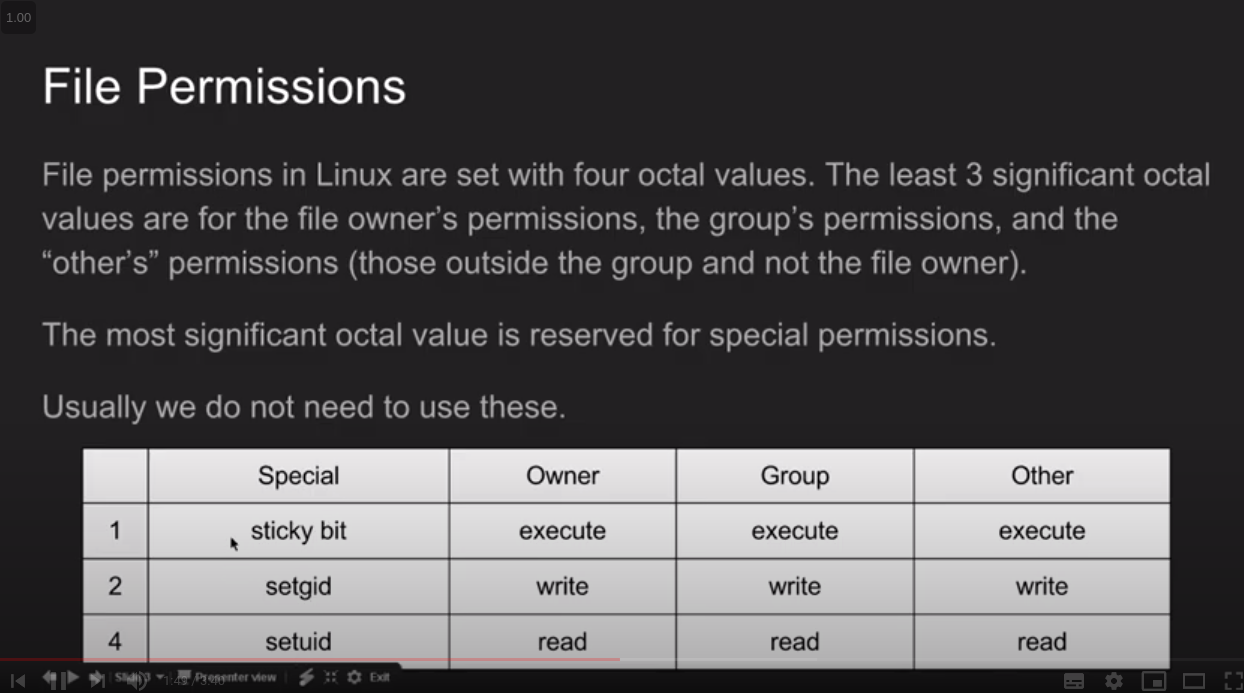 1.00
File Permissions
File permissions in Linux are set with four octal values. The least 3 significant octal
values are for the file owner’s permissions, the group’s permissions, and the
“other’s” permissions (those outside the group and not the file owner).
The most significant octal value is reserved for special permissions.
Usually we do not need to use these.
Special Owner Group Other
1 sticky bit execute execute execute
2 setgid write write write
4 setuid read read read
Presenter view Exit